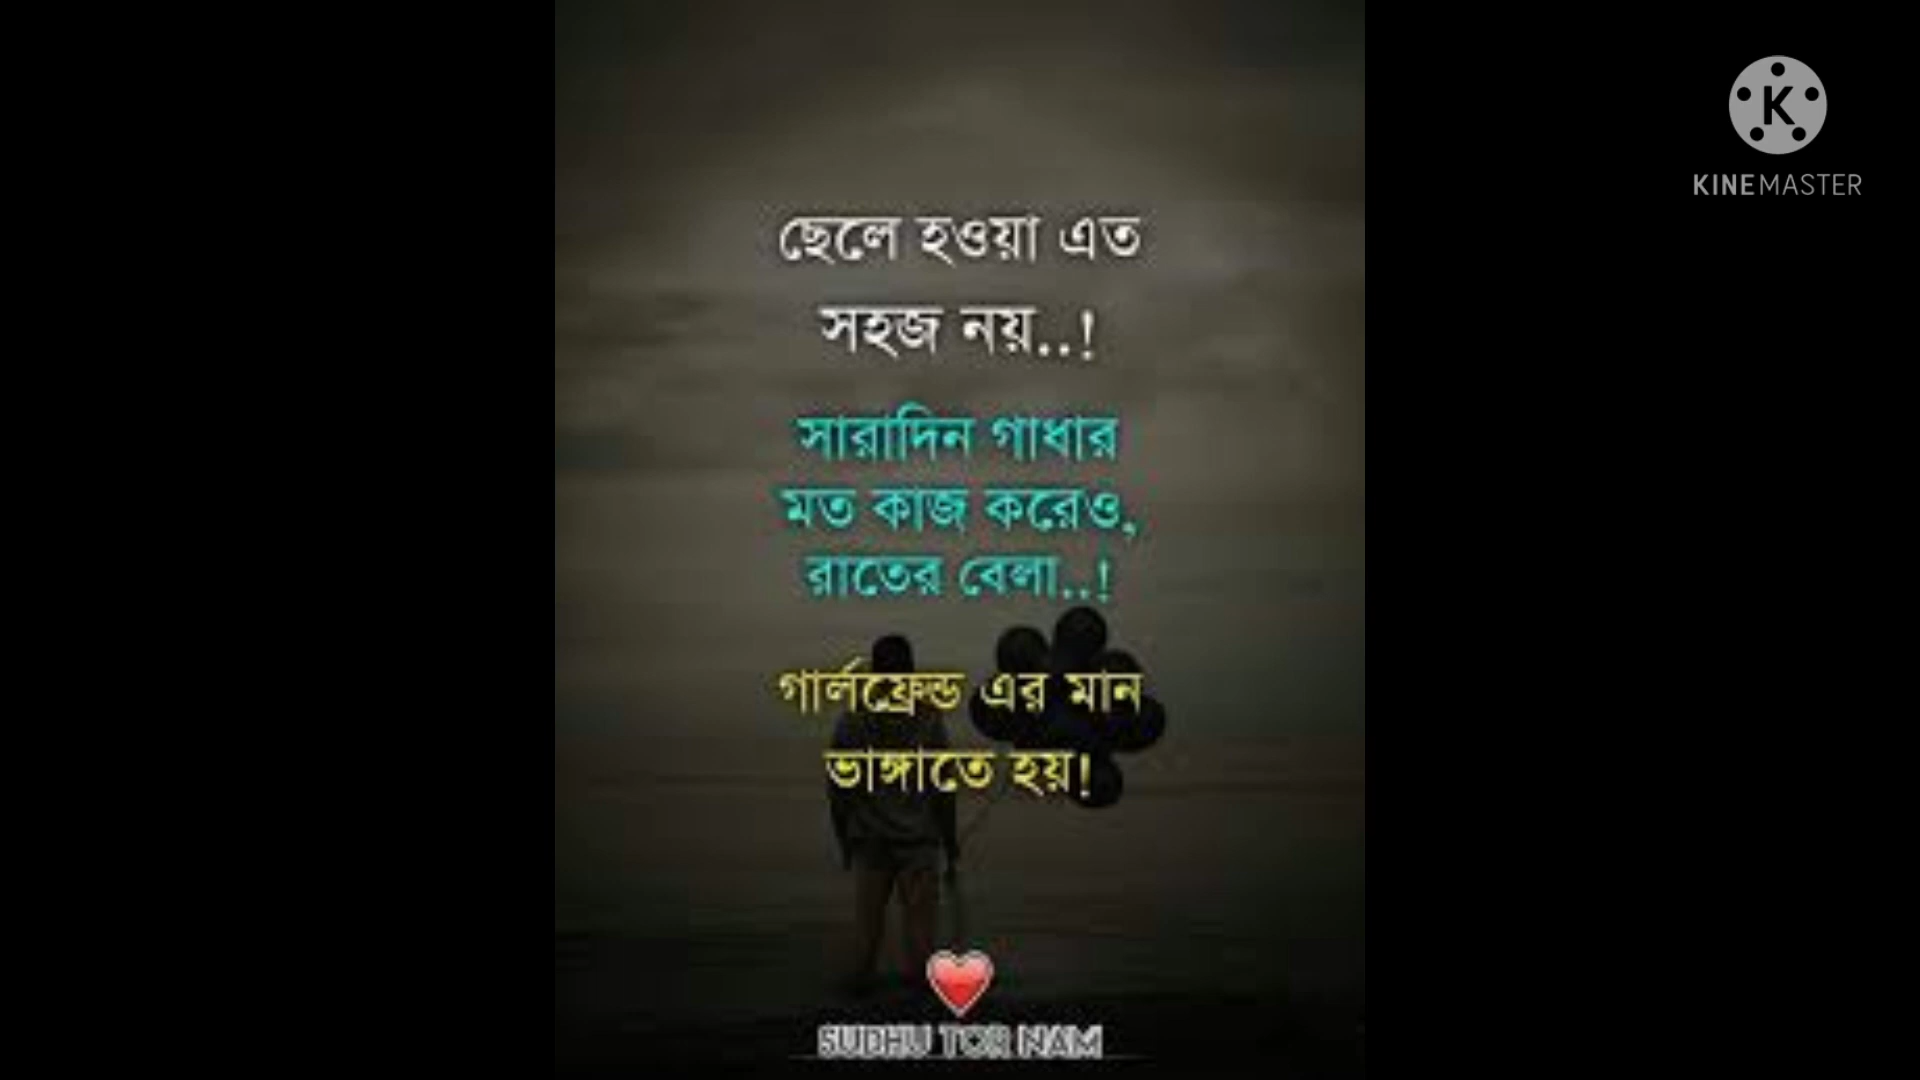 ছেলে হওয়া এত
সহজ নয়..!
সারাদিন গাধার
মত কাজ করেও,
রাতের বেলা..!
গার্লফ্রেন্ড এর মান
ভাঙ্গাতে হয়!
SUDHU TOR NAM
K
KINEMASTER